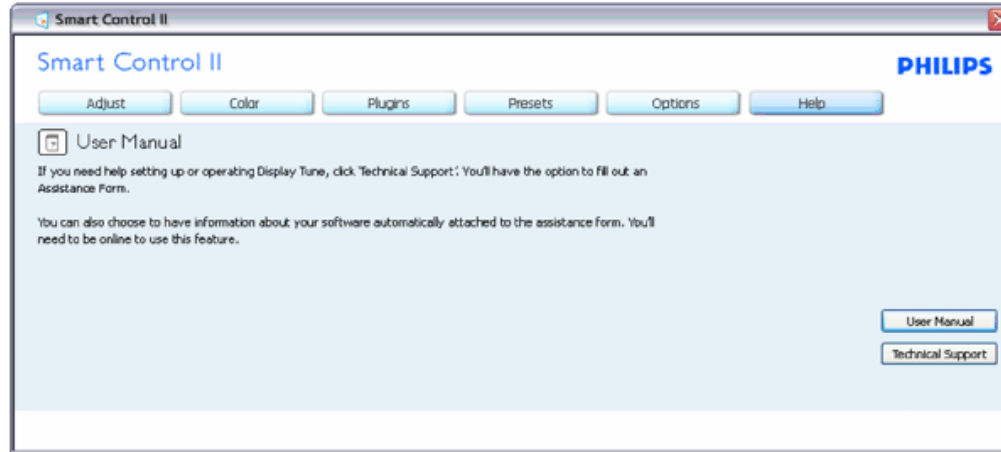 Smart Control II
Smart Control II
PHILIPS
Adjust Color Plugins Presets Options Help
User Manual
If you need help setting up or operating Display Tune, click 'Technical Support'. You'll have the option to fill out an
Assistance Form.
You can also choose to have information about your software automatically attached to the assistance form. You'll
need to be online to use this feature.
User Manual
Technical Support